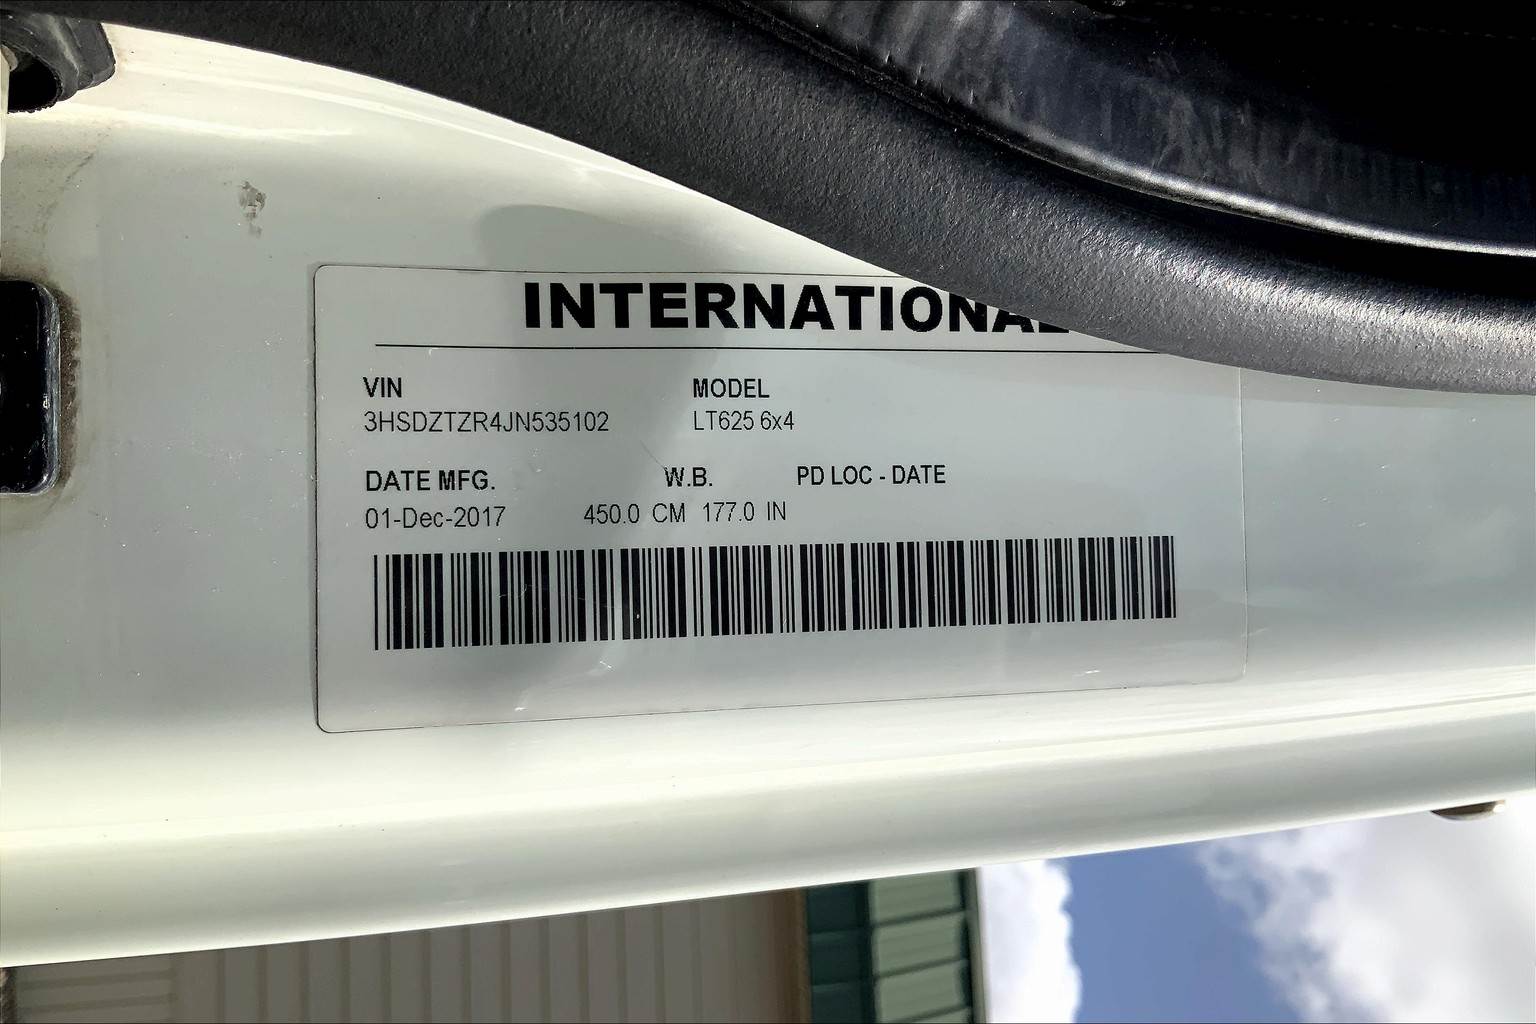 INTERNATIONAL
VIN MODEL
3HSDZTZR4JN535102 LT625 6x4
DATE MFG. W.B. PD LOC - DATE
01-Dec-2017 450.0 CM 177.0 IN